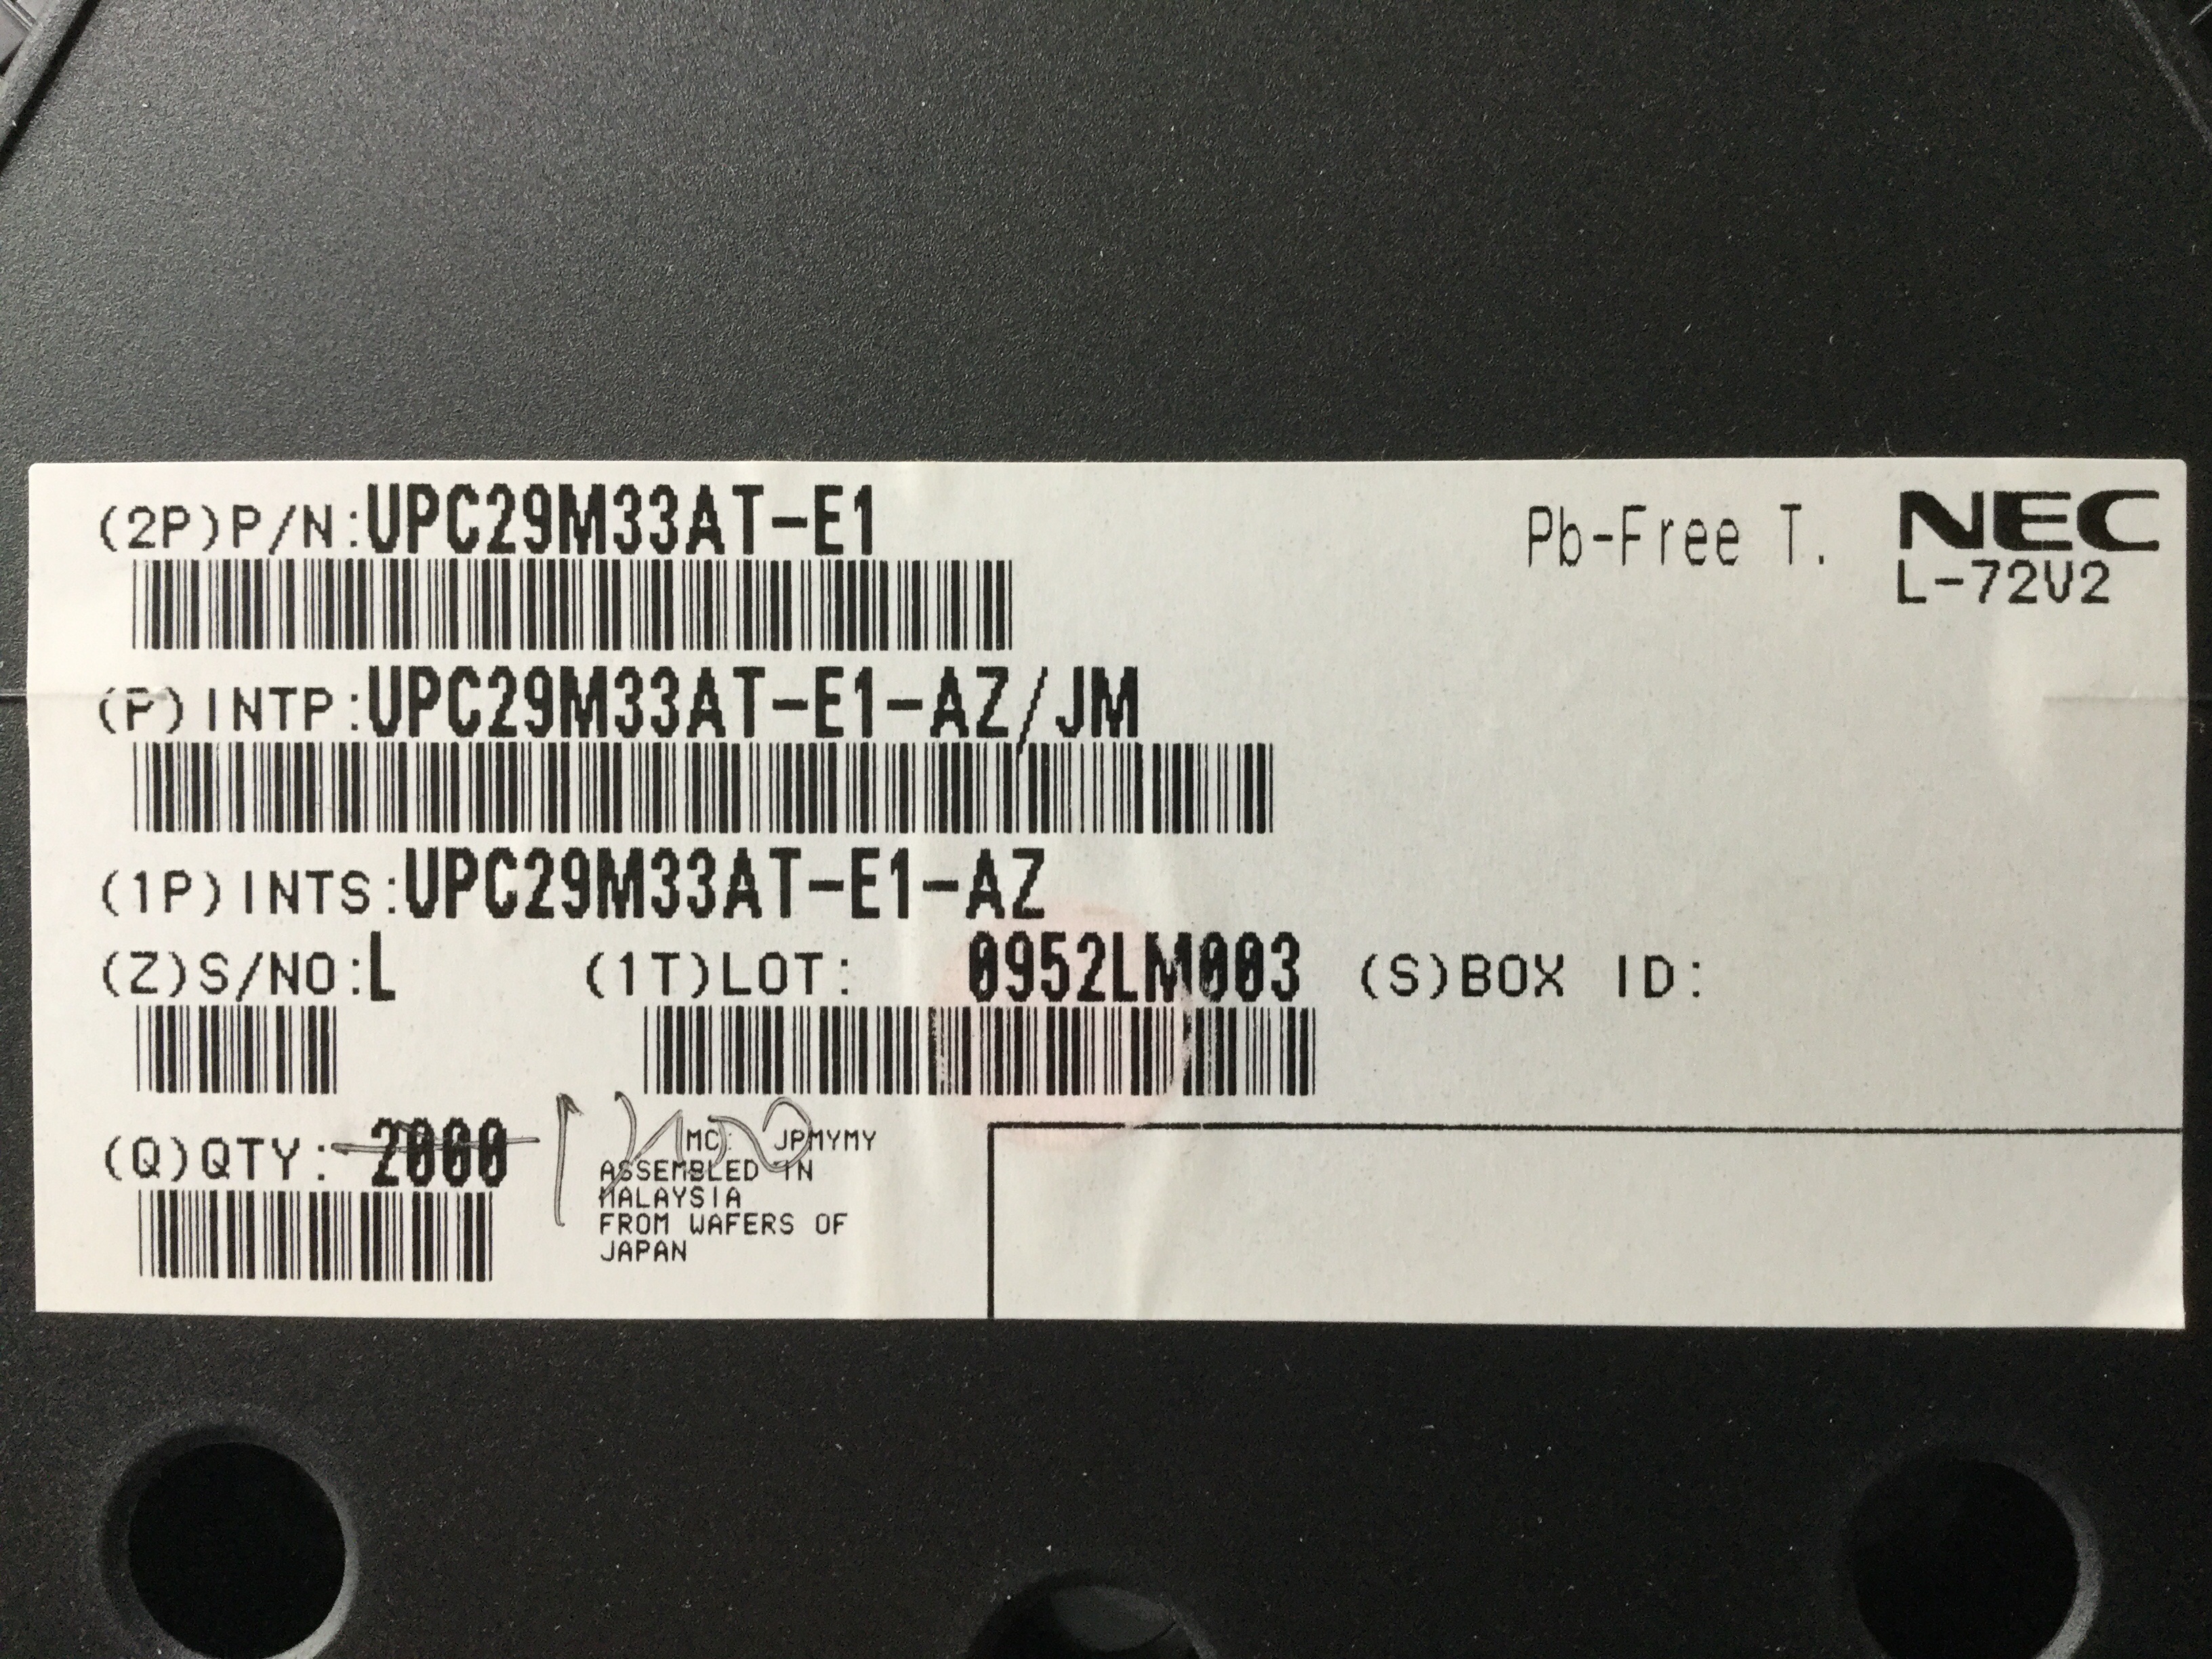 (2P)P/N:UPC29M33AT-E1
Pb-Free T.
NEC
L-72V2
(P)INTP:UPC29M33AT-E1-AZ/JM
(1P)INTS:UPC29M33AT-E1-AZ
(Z)S/NO:L (1T)LOT: 0952LM003 (S)BOX ID:
(Q)QTY: 2000
MC: JPMYMY
ASSEMBLED IN
MALAYSIA
FROM WAFERS OF
JAPAN